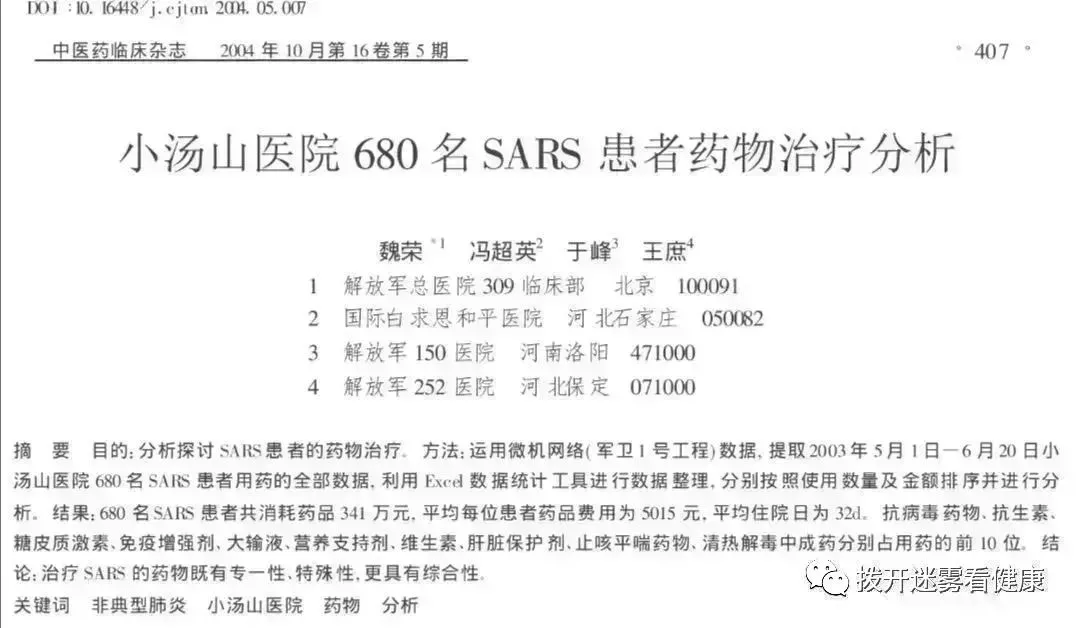 DOI:10.16448/j.cjtcm.2004.05.007
中医药临床杂志 2004 年 10 月第 16 卷第 5 期 ° 407 °
小汤山医院 680 名 SARS 患者药物治疗分析
魏荣 *1 冯超英2 于峰3 王庶4
1 解放军总医院 309 临床部 北京 100091
2 国际白求恩和平医院 河北石家庄 050082
3 解放军 150 医院 河南洛阳 471000
4 解放军 252 医院 河北保定 071000
摘 要 目的:分析探讨 SARS 患者的药物治疗。方法:运用微机网络(军卫 1 号工程)数据, 提取 2003 年 5 月 1 日—6 月 20 日小
汤山医院 680 名 SARS 患者用药的全部数据, 利用 Excel 数据统计工具进行数据整理, 分别按照使用数量及金额排序并进行分
析。结果:680 名 SARS 患者共消耗药品 341 万元, 平均每位患者药品费用为 5015 元, 平均住院日为 32d。抗病毒药物、抗生素、
糖皮质激素、免疫增强剂、大输液、营养支持剂、维生素、肝脏保护剂、止咳平喘药物、清热解毒中成药分别占用药的前 10 位。结
论:治疗 SARS 的药物既有专一性、特殊性, 更具有综合性。
关键词 非典型肺炎 小汤山医院 药物 分析
拨开迷雾看健康